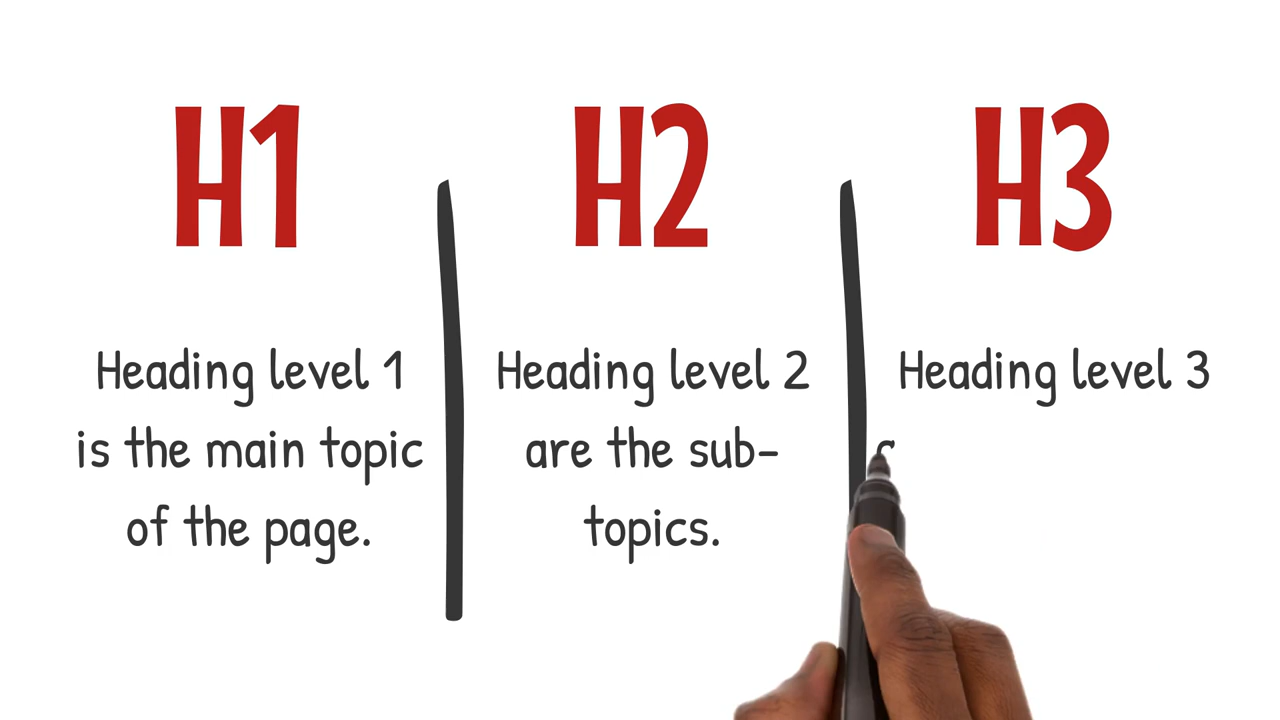 H1
Heading level 1
is the main topic
of the page.
H2
Heading level 2
are the sub-
topics.
H3
Heading level 3